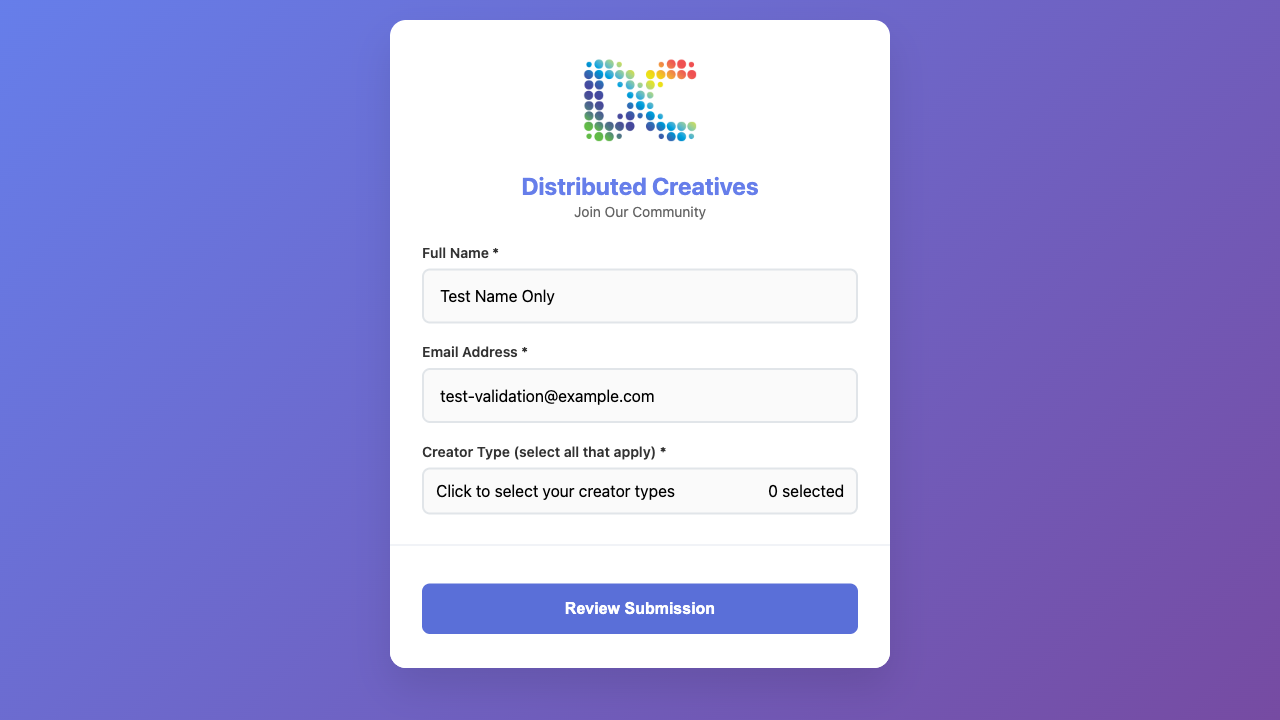 DC
Distributed Creatives
Join Our Community
Full Name *
Test Name Only
Email Address *
test-validation@example.com
Creator Type (select all that apply) *
Click to select your creator types 0 selected
Review Submission